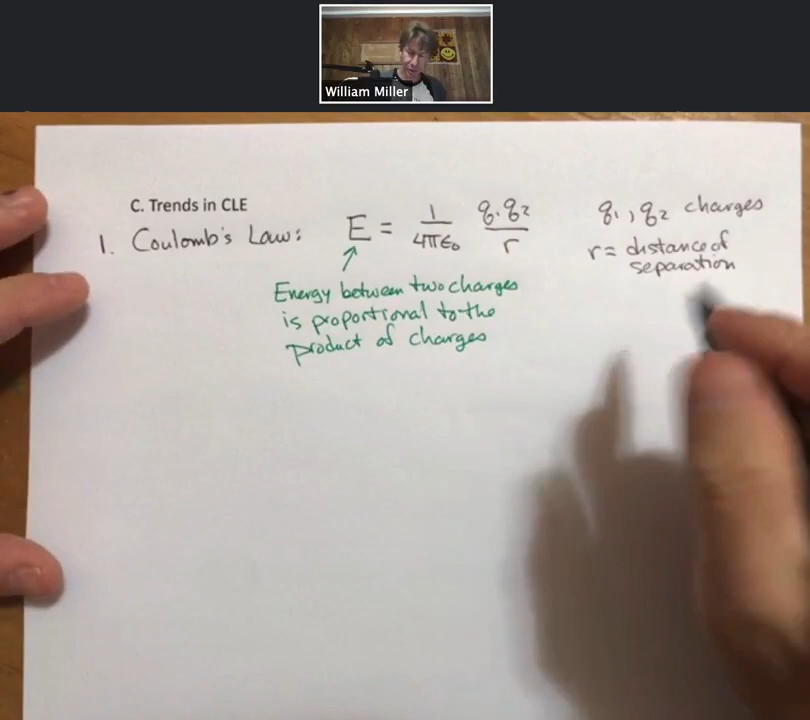 William Miller
C. Trends in CLE
1. Coulomb's Law: E = 1/4πε₀ q₁·q₂/r
q₁, q₂ charges
r = distance of
separation
Energy between two charges
is proportional to the
product of charges